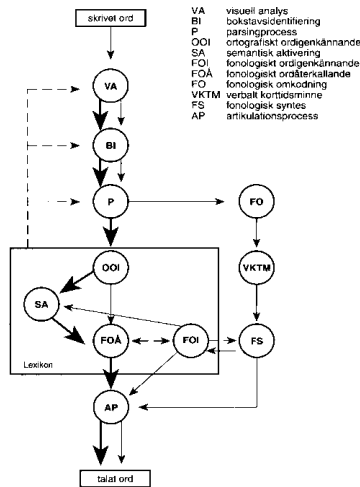 skrivet ord
VA visuell analys
BI bokstavsidentifiering
P parsingprocess
OOI ortografiskt ordigenkännande
SA semantisk aktivering
FOI fonologiskt ordigenkännande
FOÅ fonologiskt ordåterkallande
FO fonologisk omkodning
VKTM verbalt korttidsminne
FS fonologisk syntes
AP artikulationsprocess
VA
BI
P
FO
OOI
VKTM
SA
FOÅ
FOI
FS
Lexikon
AP
talat ord